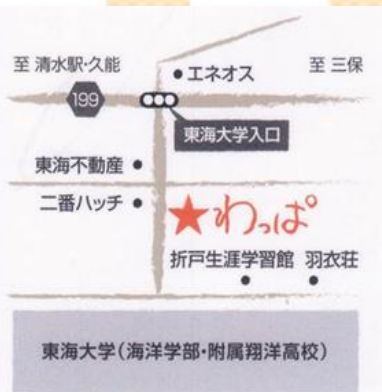 至 清水駅・久能
エネオス
至 三保
199
東海大学入口
東海不動産
二番ハッチ
★わっぱ
折戸生涯学習館
羽衣荘
東海大学(海洋学部・附属翔洋高校)